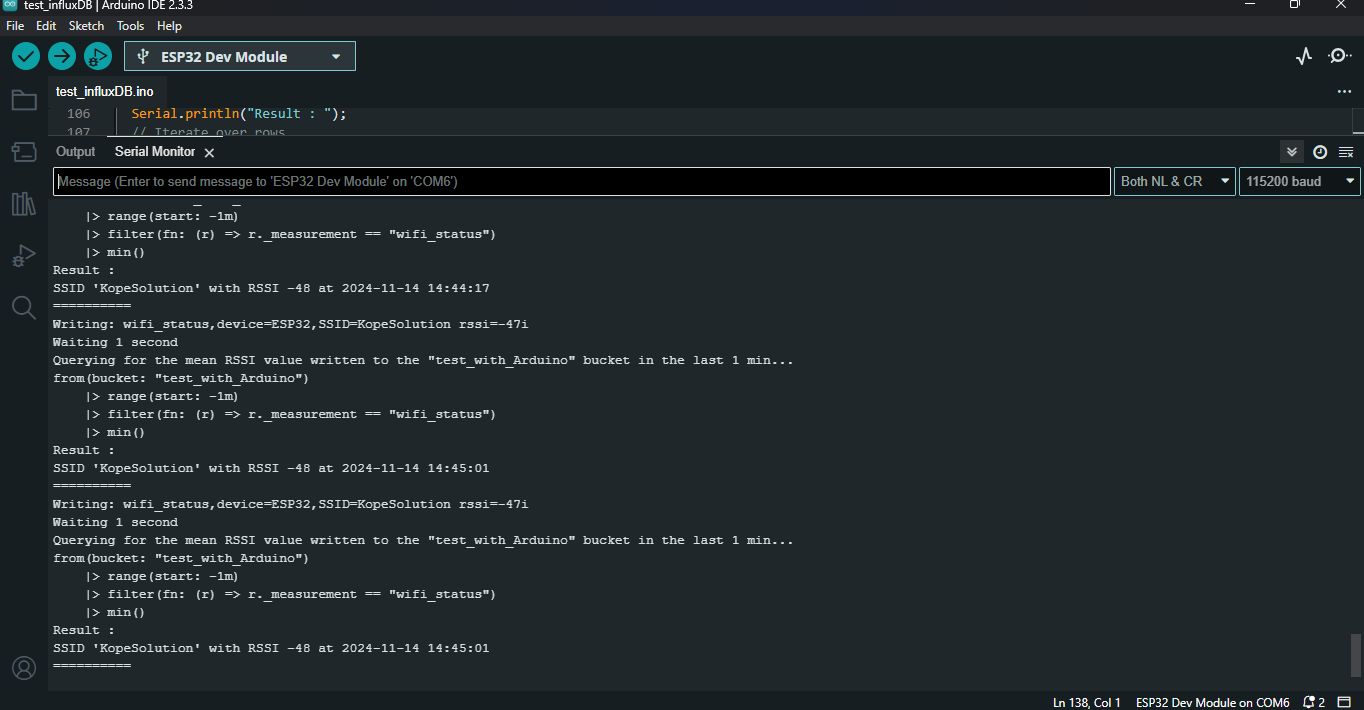 test_influxDB | Arduino IDE 2.3.3
File Edit Sketch Tools Help
ESP32 Dev Module
test_influxDB.ino
106 Serial.println("Result : ");
107 // Iterate over rows
Output Serial Monitor
Message (Enter to send message to 'ESP32 Dev Module' on 'COM6') Both NL & CR 115200 baud
|> range(start: -1m)
|> filter(fn: (r) => r._measurement == "wifi_status")
|> min()
Result :
SSID 'KopeSolution' with RSSI -48 at 2024-11-14 14:44:17
==========
Writing: wifi_status,device=ESP32,SSID=KopeSolution rssi=-47i
Waiting 1 second
Querying for the mean RSSI value written to the "test_with_Arduino" bucket in the last 1 min...
from(bucket: "test_with_Arduino")
|> range(start: -1m)
|> filter(fn: (r) => r._measurement == "wifi_status")
|> min()
Result :
SSID 'KopeSolution' with RSSI -48 at 2024-11-14 14:45:01
==========
Writing: wifi_status,device=ESP32,SSID=KopeSolution rssi=-47i
Waiting 1 second
Querying for the mean RSSI value written to the "test_with_Arduino" bucket in the last 1 min...
from(bucket: "test_with_Arduino")
|> range(start: -1m)
|> filter(fn: (r) => r._measurement == "wifi_status")
|> min()
Result :
SSID 'KopeSolution' with RSSI -48 at 2024-11-14 14:45:01
==========
Ln 138, Col 1 ESP32 Dev Module on COM6 2